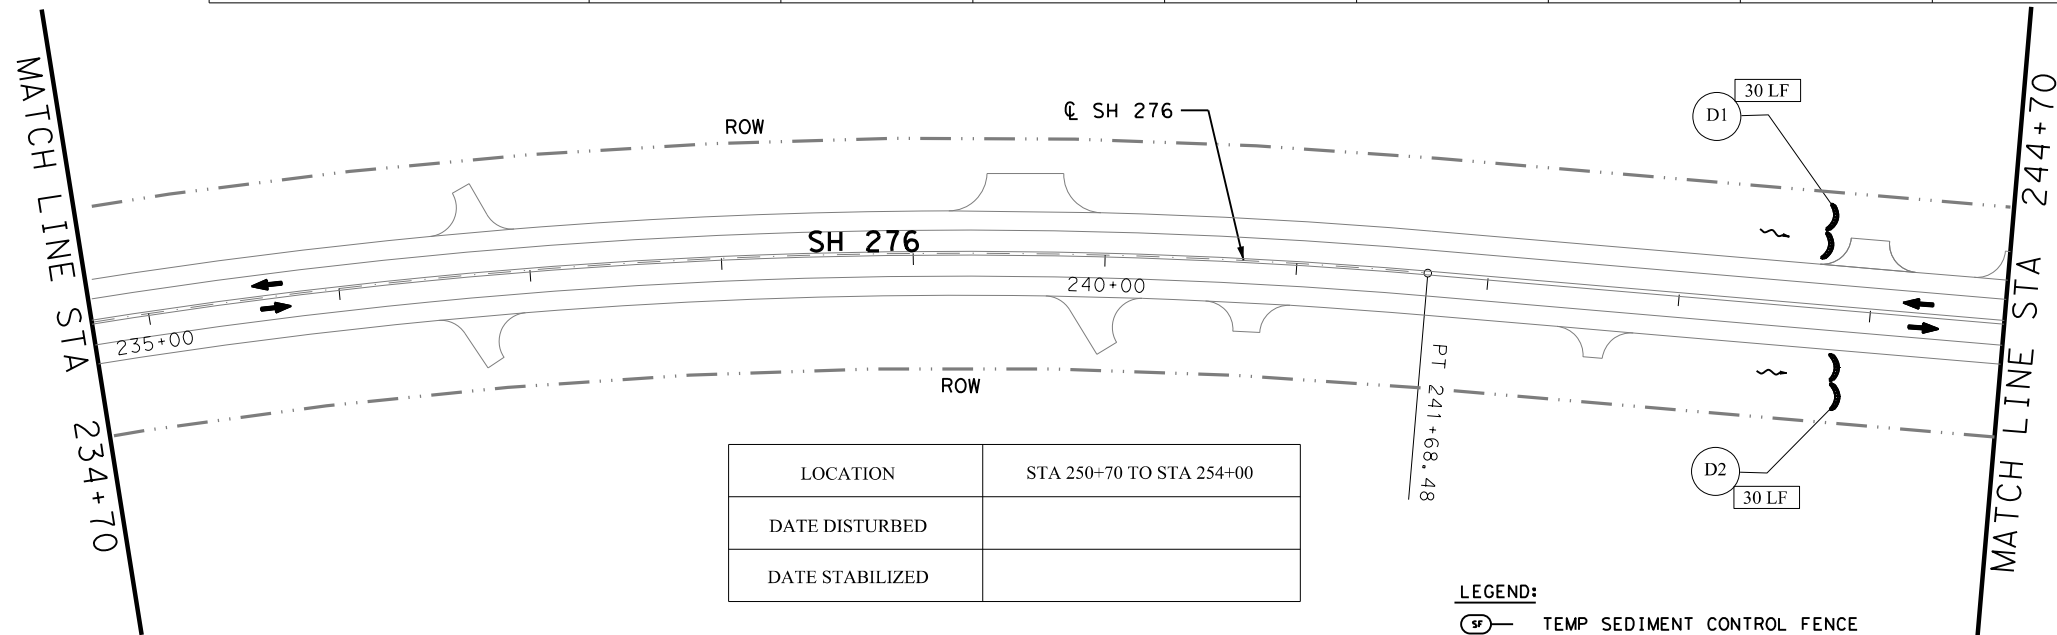 MATCH LINE STA 234+70
ROW
℄ SH 276
30 LF
D1
MATCH LINE STA 244+70
SH 276
235+00
240+00
ROW
PT 241+68.48
D2
30 LF
LOCATION STA 250+70 TO STA 254+00
DATE DISTURBED
DATE STABILIZED
LEGEND:
SF TEMP SEDIMENT CONTROL FENCE